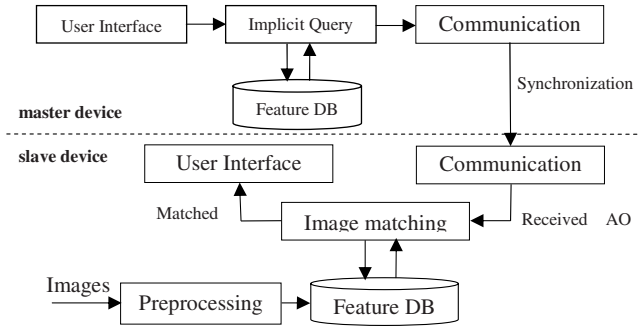 User Interface
Implicit Query
Communication
Feature DB
Synchronization
master device
slave device
User Interface
Communication
Matched
Image matching
Received AO
Images
Preprocessing
Feature DB